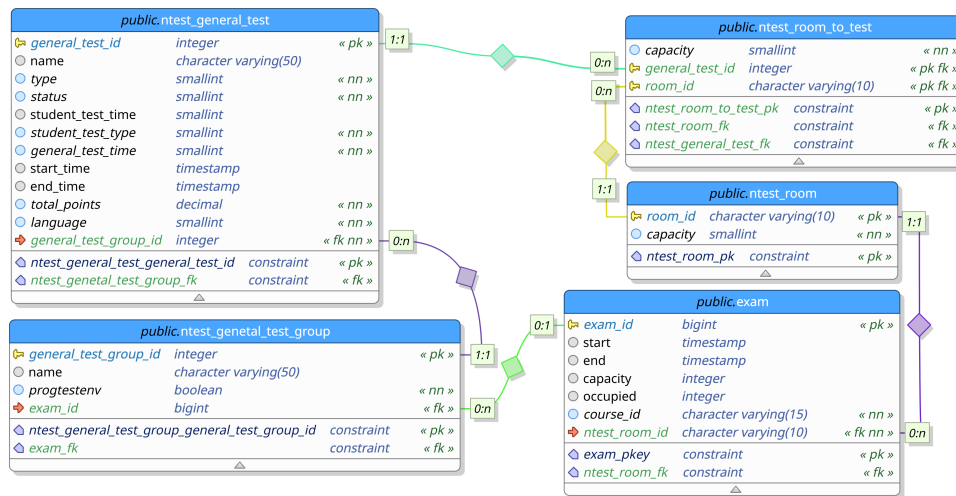 public.ntest_general_test
general_test_id integer « pk »
name character varying(50)
type smallint « nn »
status smallint « nn »
student_test_time smallint
student_test_type smallint « nn »
general_test_time smallint « nn »
start_time timestamp
end_time timestamp
total_points decimal « nn »
language smallint « nn »
general_test_group_id integer « fk nn »
ntest_general_test_general_test_id constraint « pk »
ntest_genetal_test_group_fk constraint « fk »
1:1
0:n
public.ntest_room_to_test
capacity smallint « nn »
general_test_id integer « pk fk »
room_id character varying(10) « pk fk »
ntest_room_to_test_pk constraint « pk »
ntest_room_fk constraint « fk »
ntest_general_test_fk constraint « fk »
0:n
1:1
public.ntest_room
room_id character varying(10) « pk »
capacity smallint « nn »
ntest_room_pk constraint « pk »
1:1
0:n
public.ntest_genetal_test_group
general_test_group_id integer « pk »
name character varying(50)
progtestenv boolean « nn »
exam_id bigint « fk »
ntest_general_test_group_general_test_group_id constraint « pk »
exam_fk constraint « fk »
1:1
0:n
0:1
public.exam
exam_id bigint « pk »
start timestamp
end timestamp
capacity integer
occupied integer
course_id character varying(15) « nn »
ntest_room_id character varying(10) « fk nn »
exam_pkey constraint « pk »
ntest_room_fk constraint « fk »
0:n